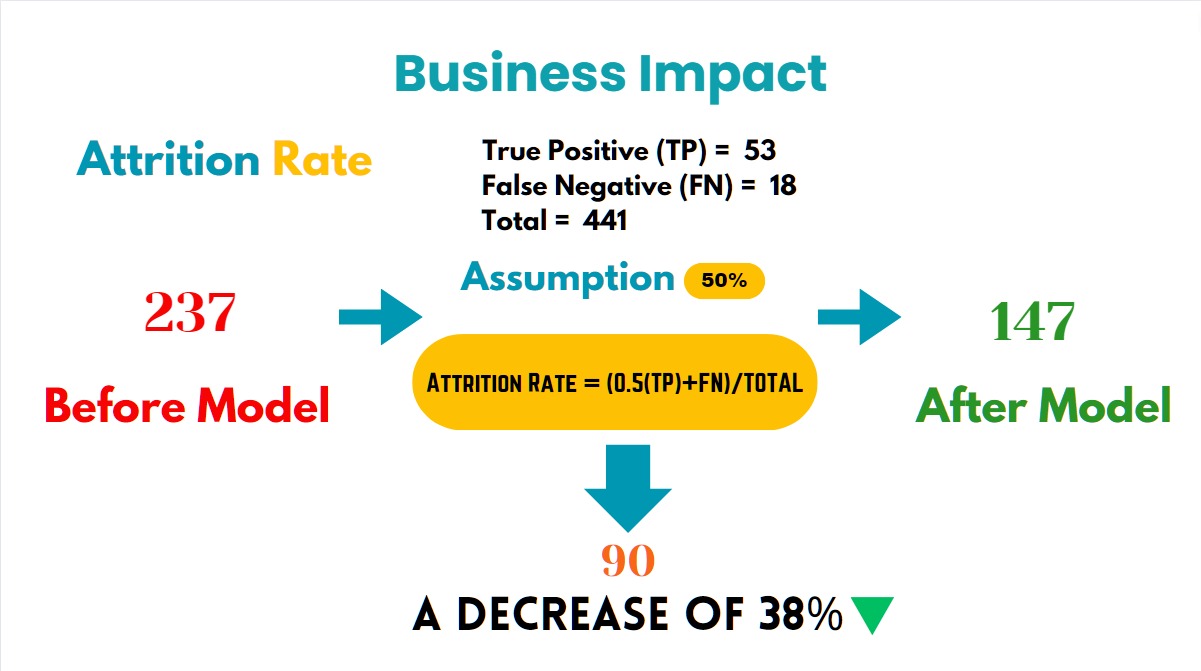 Business Impact
Attrition Rate
True Positive (TP) = 53
False Negative (FN) = 18
Total = 441
Assumption 50%
237
Before Model
ATTRITION RATE = (0.5(TP)+FN)/TOTAL
147
After Model
90
A DECREASE OF 38%